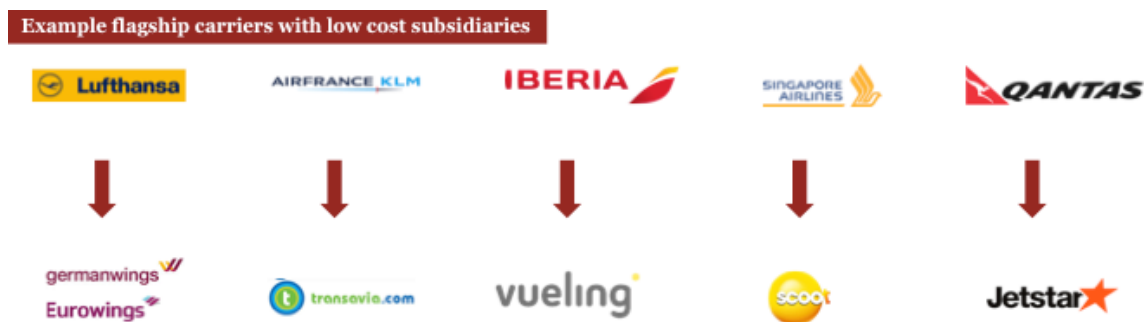 Example flagship carriers with low cost subsidiaries
Lufthansa
AIRFRANCE KLM
IBERIA
SINGAPORE
AIRLINES
QANTAS
germanwings
Eurowings
transavia.com
vueling
scoot
Jetstar